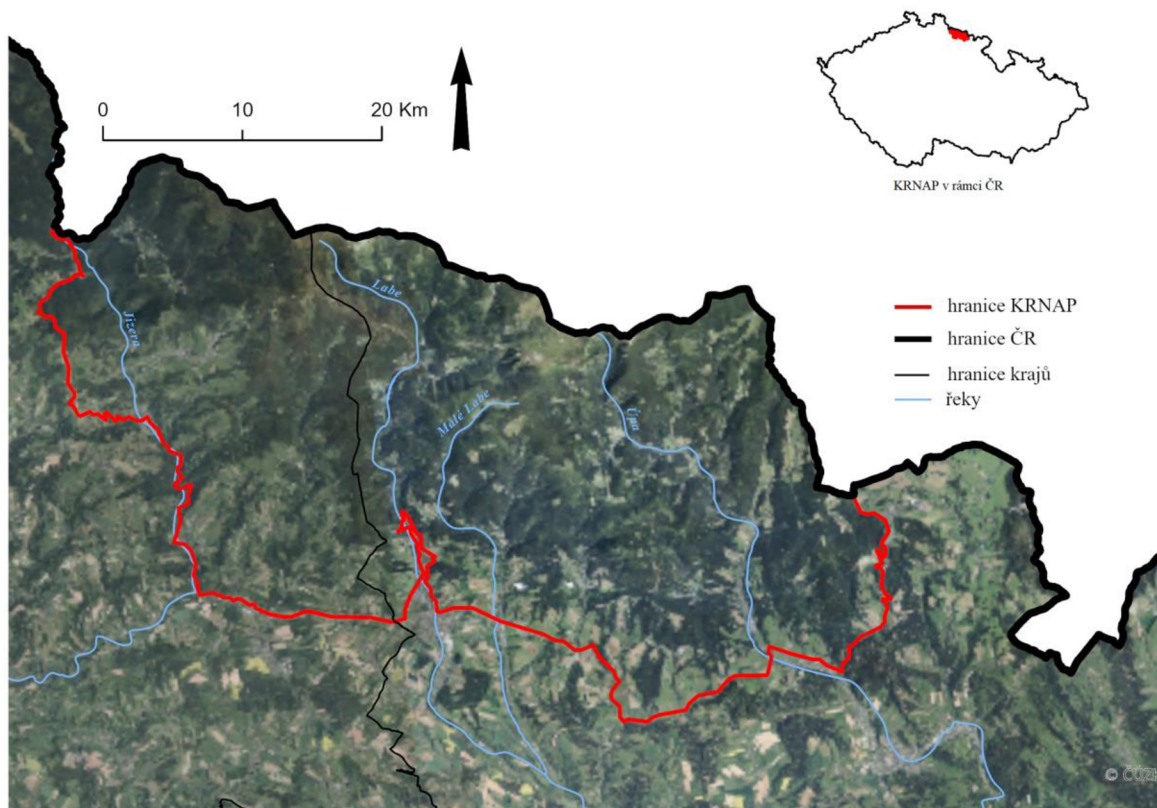 0 10 20 Km
KRNAP v rámci ČR
hranice KRNAP
hranice ČR
hranice krajů
řeky
Labe
Jizera
Malé Labe
Úpa